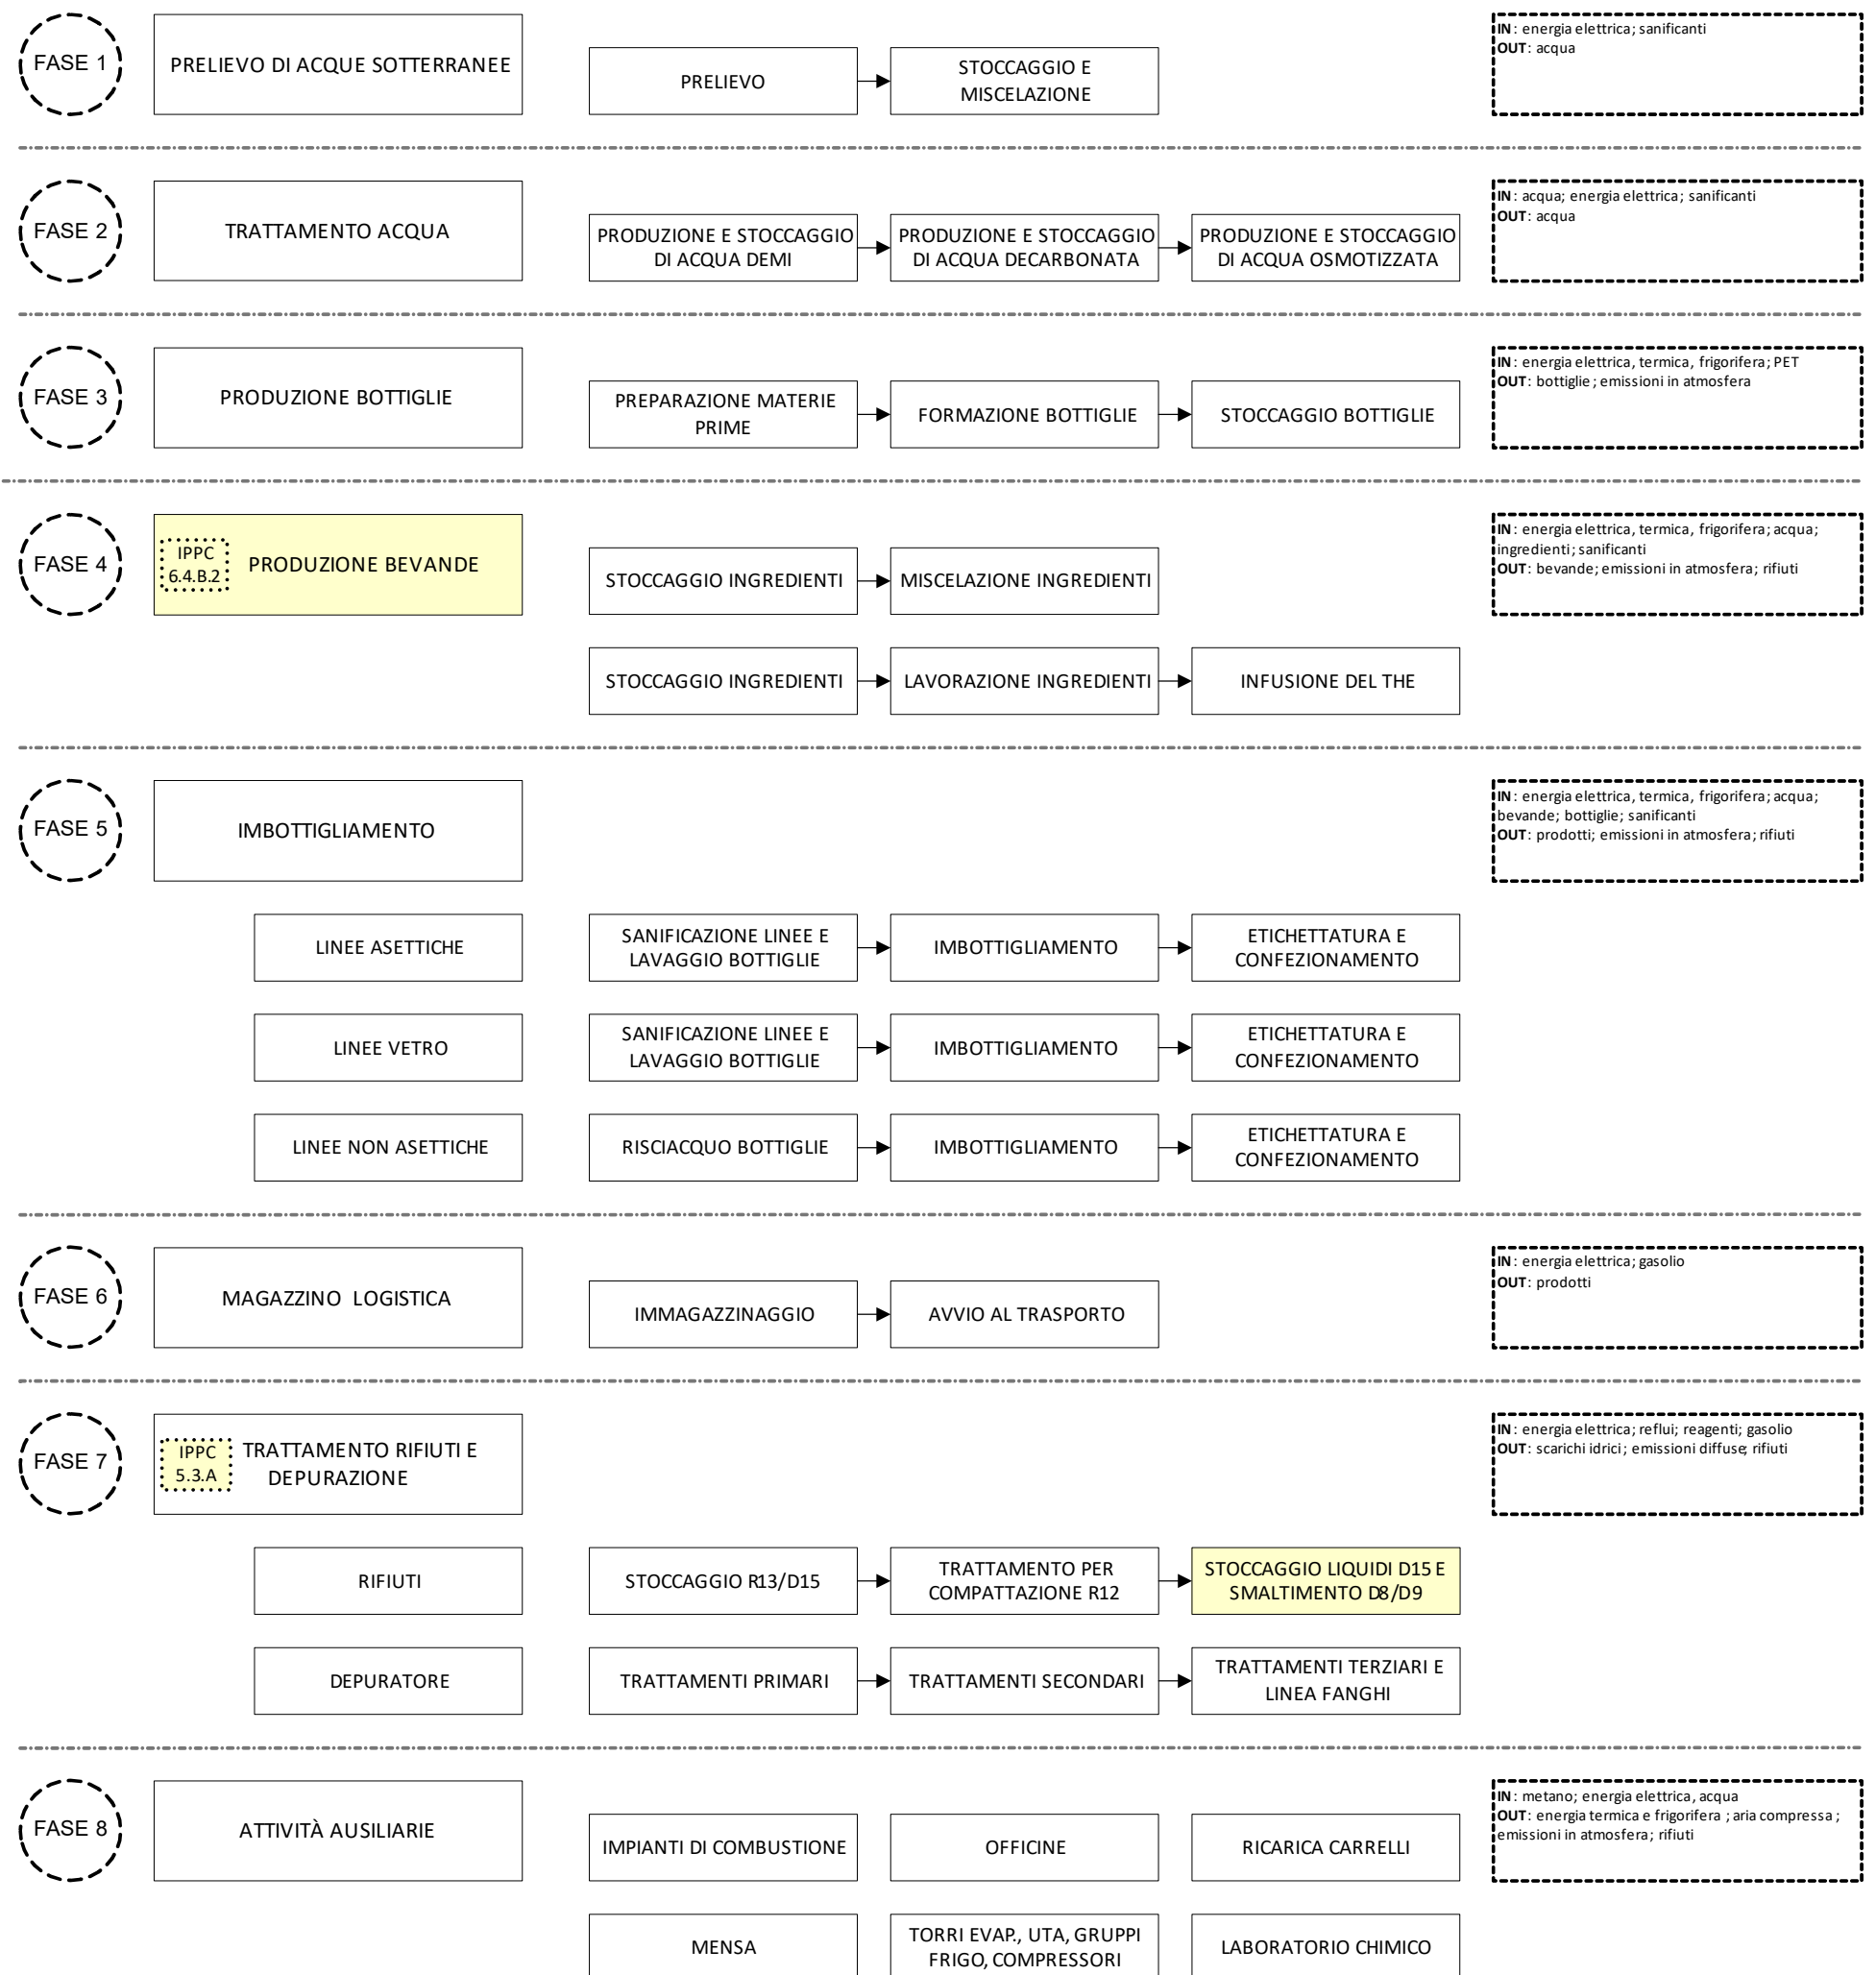 FASE 1
PRELIEVO DI ACQUE SOTTERRANEE
PRELIEVO
STOCCAGGIO E
MISCELAZIONE
IN: energia elettrica; sanificanti
OUT: acqua
FASE 2
TRATTAMENTO ACQUA
PRODUZIONE E STOCCAGGIO
DI ACQUA DEMI
PRODUZIONE E STOCCAGGIO
DI ACQUA DECARBONATA
PRODUZIONE E STOCCAGGIO
DI ACQUA OSMOTIZZATA
IN: acqua; energia elettrica; sanificanti
OUT: acqua
FASE 3
PRODUZIONE BOTTIGLIE
PREPARAZIONE MATERIE
PRIME
FORMAZIONE BOTTIGLIE
STOCCAGGIO BOTTIGLIE
IN: energia elettrica, termica, frigorifera; PET
OUT: bottiglie; emissioni in atmosfera
FASE 4
IPPC
6.4.B.2
PRODUZIONE BEVANDE
STOCCAGGIO INGREDIENTI
MISCELAZIONE INGREDIENTI
IN: energia elettrica, termica, frigorifera; acqua;
ingredienti; sanificanti
OUT: bevande; emissioni in atmosfera; rifiuti
STOCCAGGIO INGREDIENTI
LAVORAZIONE INGREDIENTI
INFUSIONE DEL THE
FASE 5
IMBOTTIGLIAMENTO
IN: energia elettrica, termica, frigorifera; acqua;
bevande; bottiglie; sanificanti
OUT: prodotti; emissioni in atmosfera; rifiuti
LINEE ASETTICHE
SANIFICAZIONE LINEE E
LAVAGGIO BOTTIGLIE
IMBOTTIGLIAMENTO
ETICHETTATURA E
CONFEZIONAMENTO
LINEE VETRO
SANIFICAZIONE LINEE E
LAVAGGIO BOTTIGLIE
IMBOTTIGLIAMENTO
ETICHETTATURA E
CONFEZIONAMENTO
LINEE NON ASETTICHE
RISCIACQUO BOTTIGLIE
IMBOTTIGLIAMENTO
ETICHETTATURA E
CONFEZIONAMENTO
FASE 6
MAGAZZINO LOGISTICA
IMMAGAZZINAGGIO
AVVIO AL TRASPORTO
IN: energia elettrica; gasolio
OUT: prodotti
FASE 7
IPPC
5.3.A
TRATTAMENTO RIFIUTI E
DEPURAZIONE
IN: energia elettrica; reflui; reagenti; gasolio
OUT: scarichi idrici; emissioni diffuse; rifiuti
RIFIUTI
STOCCAGGIO R13/D15
TRATTAMENTO PER
COMPATTAZIONE R12
STOCCAGGIO LIQUIDI D15 E
SMALTIMENTO D8/D9
DEPURATORE
TRATTAMENTI PRIMARI
TRATTAMENTI SECONDARI
TRATTAMENTI TERZIARI E
LINEA FANGHI
FASE 8
ATTIVITÀ AUSILIARIE
IMPIANTI DI COMBUSTIONE
OFFICINE
RICARICA CARRELLI
IN: metano; energia elettrica, acqua
OUT: energia termica e frigorifera; aria compressa;
emissioni in atmosfera; rifiuti
MENSA
TORRI EVAP., UTA, GRUPPI
FRIGO, COMPRESSORI
LABORATORIO CHIMICO